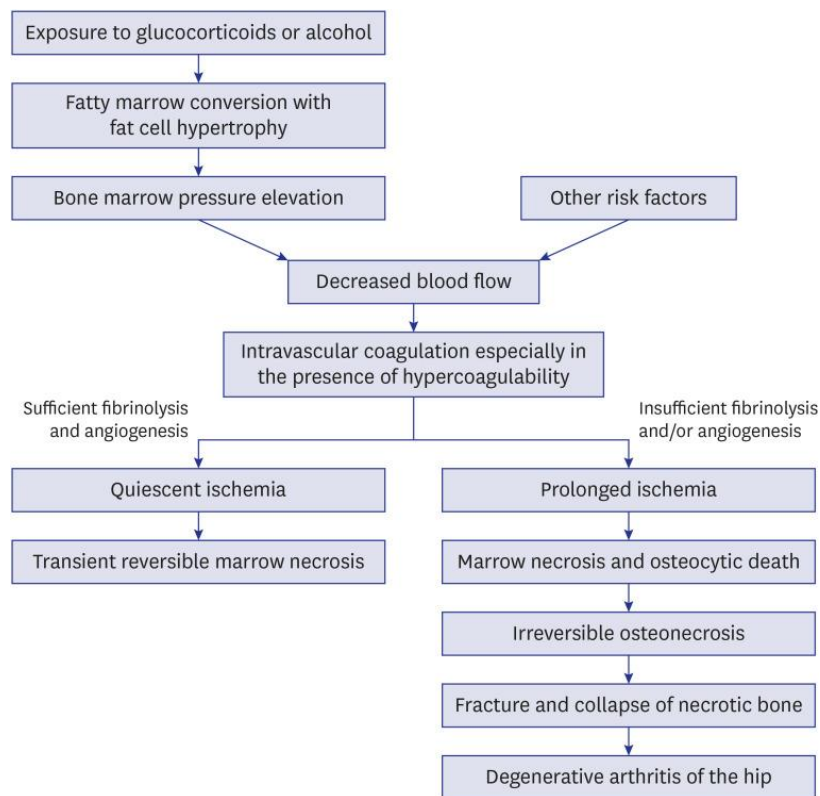 Exposure to glucocorticoids or alcohol
Fatty marrow conversion with
fat cell hypertrophy
Bone marrow pressure elevation
Other risk factors
Decreased blood flow
Intravascular coagulation especially in
the presence of hypercoagulability
Sufficient fibrinolysis
and angiogenesis
Insufficient fibrinolysis
and/or angiogenesis
Quiescent ischemia
Prolonged ischemia
Transient reversible marrow necrosis
Marrow necrosis and osteocytic death
Irreversible osteonecrosis
Fracture and collapse of necrotic bone
Degenerative arthritis of the hip